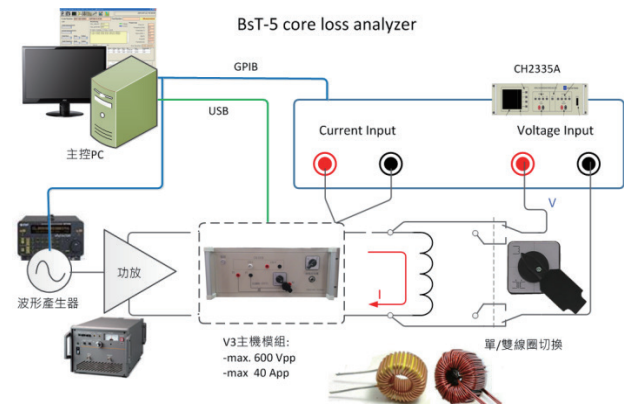 BsT-5 core loss analyzer
GPIB
CH2335A
USB
Current Input
Voltage Input
主控PC
V
功放
I
波形產生器
V3主機模組:
-max. 600 Vpp
-max 40 App
單/雙線圈切換